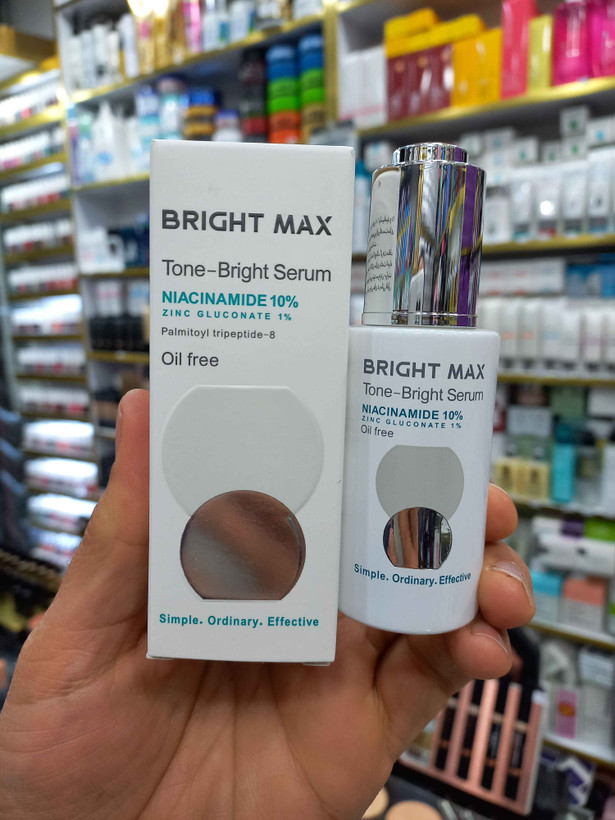 BRIGHT MAX
Tone-Bright Serum
NIACINAMIDE 10%
ZINC GLUCONATE 1%
Palmitoyl tripeptide-8
Oil free
Simple. Ordinary. Effective
BRIGHT MAX
Tone-Bright Serum
NIACINAMIDE 10%
ZINC GLUCONATE 1%
Oil free
Simple. Ordinary. Effective